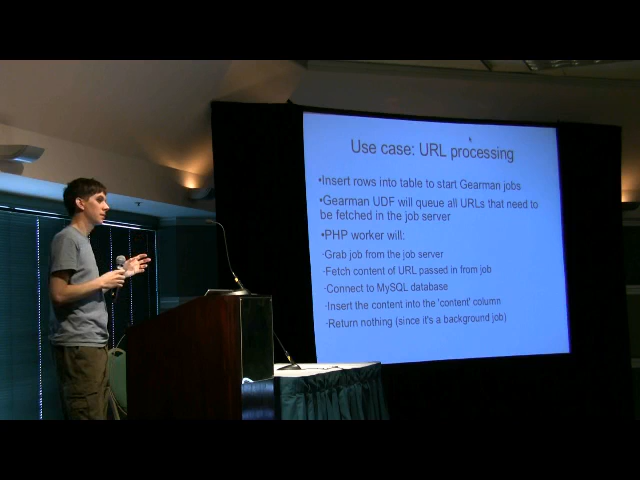 Use case: URL processing
•Insert rows into table to start Gearman jobs
•Gearman UDF will queue all URLs that need to
be fetched in the job server
•PHP worker will:
·Grab job from the job server
·Fetch content of URL passed in from job
·Connect to MySQL database
·Insert the content into the 'content' column
·Return nothing (since it's a background job)